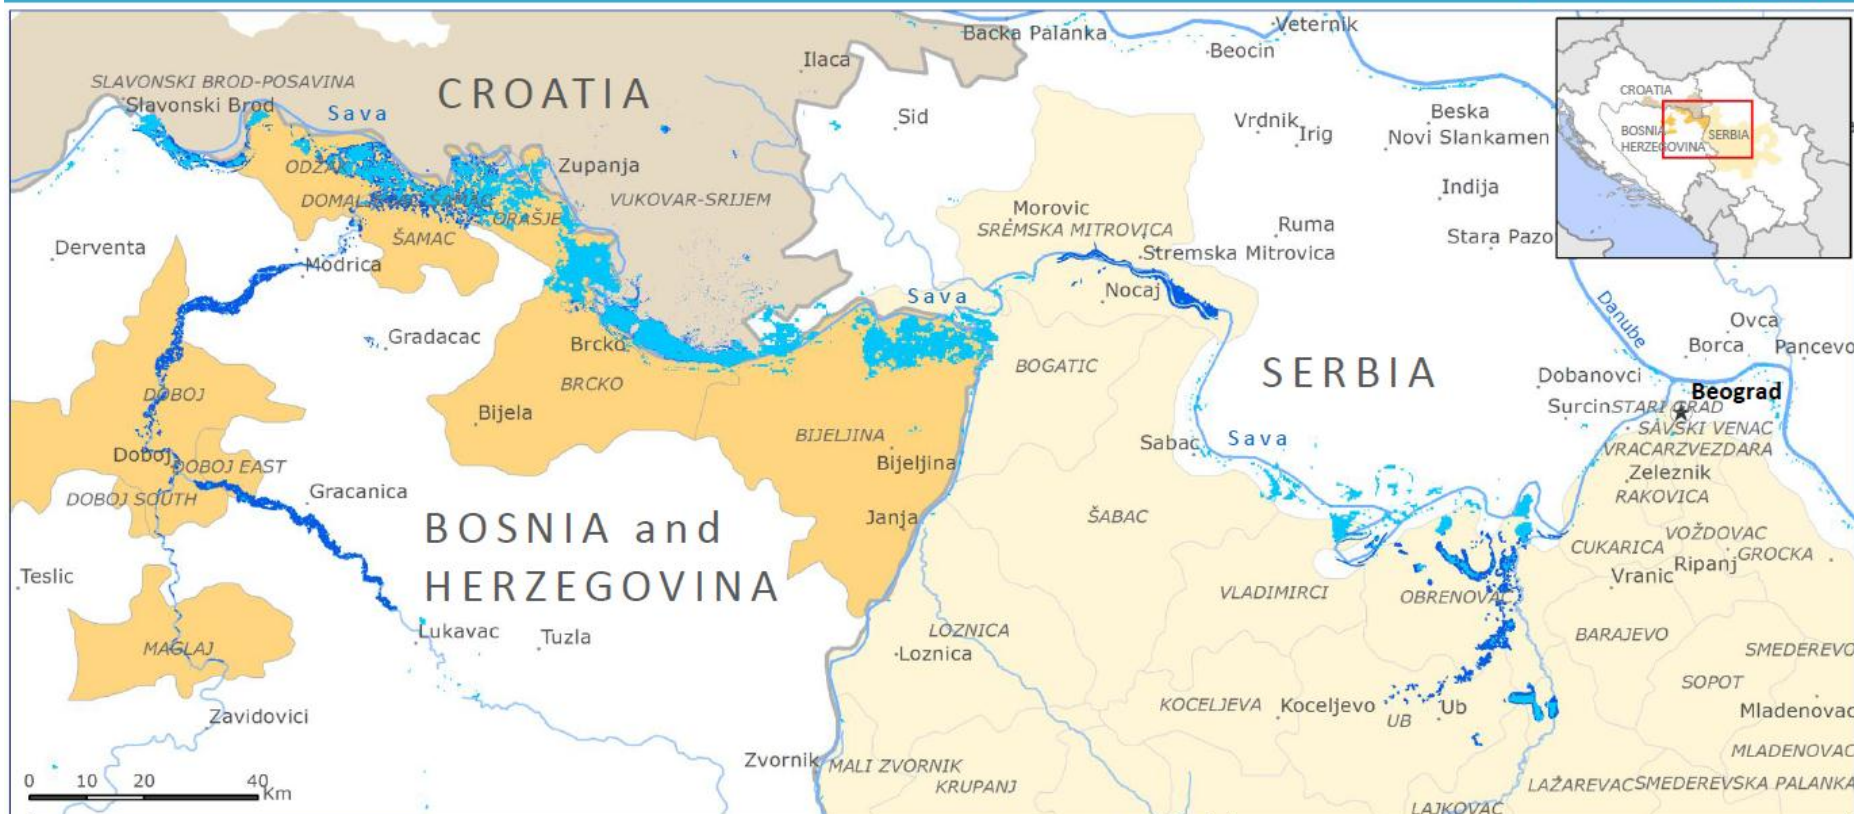 Backa Palanka
Veternik
Beocin
Ilaca
CROATIA
SLAVONSKI BROD-POSAVINA
Slavonski Brod
Sava
Sid
Vrdnik
Irig
Beska
Novi Slankamen
CROATIA
BOSNIA
HERZEGOVINA
SERBIA
ODŽAK
Zupanja
DOMALJEVAC-ŠAMAC
ORAŠJE
VUKOVAR-SRIJEM
Indija
Morovic
SREMSKA MITROVICA
Ruma
Stara Pazo
ŠAMAC
Derventa
Modrica
Stremska Mitrovica
Nocaj
Sava
Danube
Gradacac
Brcko
BRCKO
BOGATIC
SERBIA
Ovca
Borca
Pancevo
Dobanovci
Beograd
DOBOJ
Bijela
Surcin
STARI GRAD
SAVSKI VENAC
VRACAR
ZVEZDARA
BIJELJINA
Bijeljina
Sabac
Sava
Doboj
DOBOJ EAST
DOBOJ SOUTH
Gracanica
Zeleznik
RAKOVICA
BOSNIA and
HERZEGOVINA
Janja
ŠABAC
VOŽDOVAC
CUKARICA
Ripanj
GROCKA
Vranic
Teslic
VLADIMIRCI
OBRENOVAC
Lukavac
Tuzla
LOZNICA
Loznica
BARAJEVO
SMEDEREVO
MAGLAJ
SOPOT
Zavidovici
KOCELJEVA
Koceljevo
UB
Ub
Mladenovac
MLADENOVAC
Zvornik
MALI ZVORNIK
KRUPANJ
LAŽAREVAC
SMEDEREVSKA PALANKA
LAJKOVAC
0 10 20 40
Km